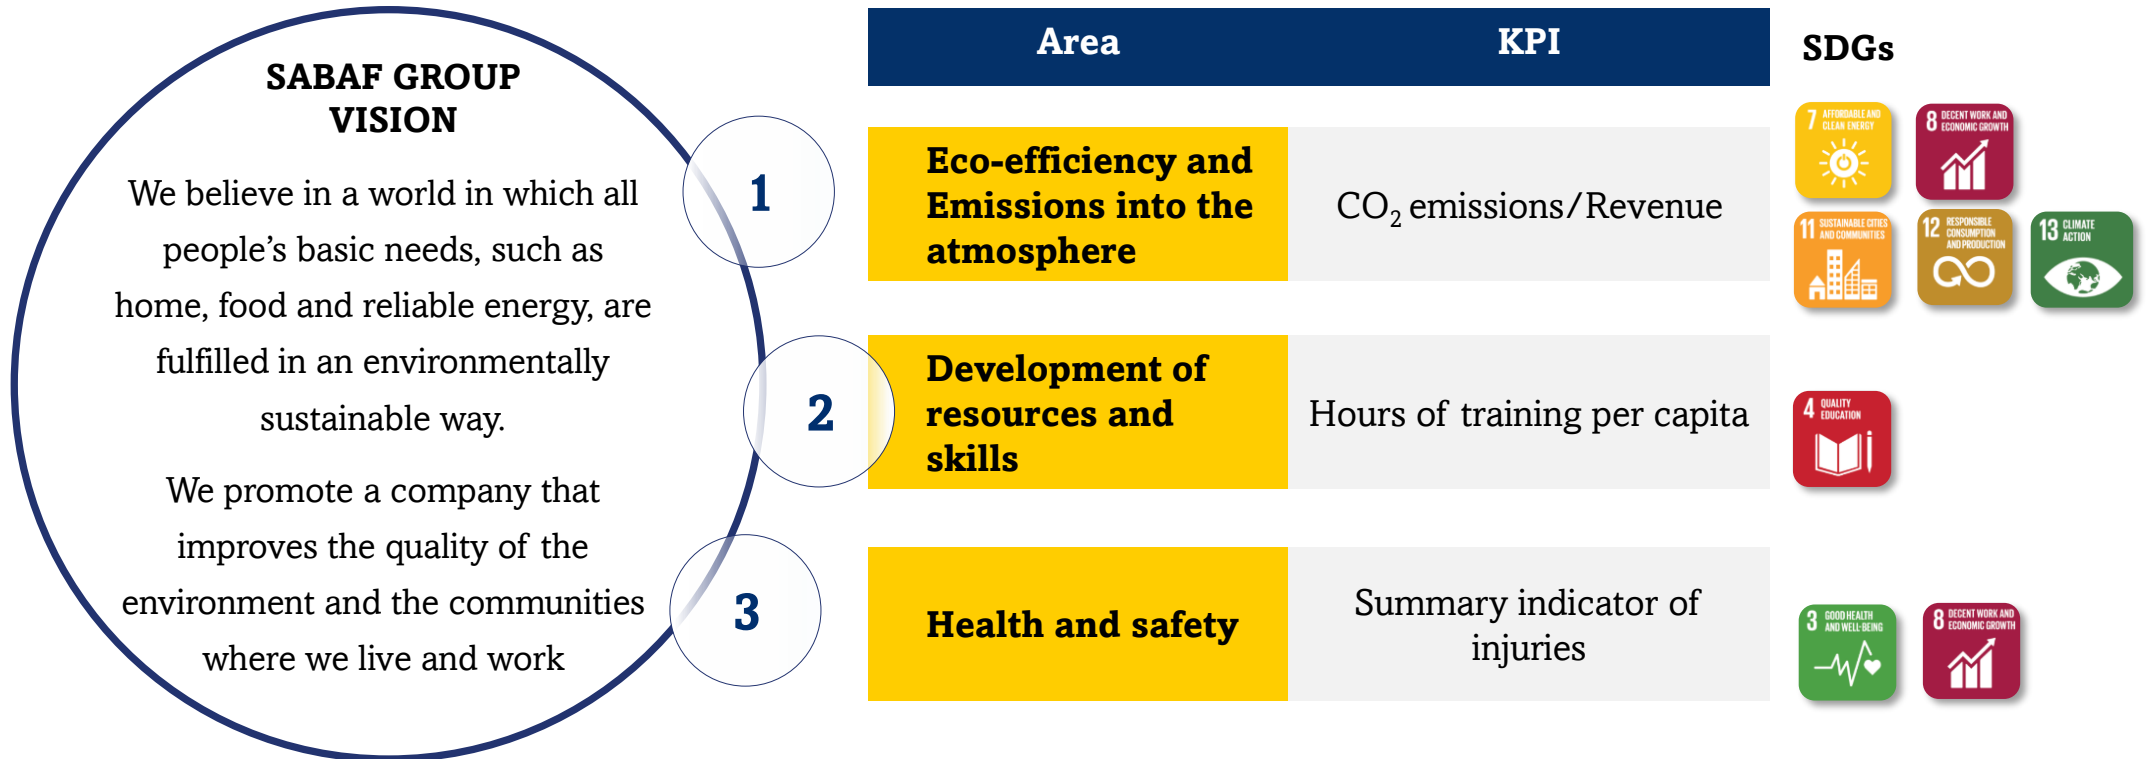 SABAF GROUP
VISION
We believe in a world in which all
people’s basic needs, such as
home, food and reliable energy, are
fulfilled in an environmentally
sustainable way.
We promote a company that
improves the quality of the
environment and the communities
where we live and work
Area
KPI
SDGs
1
Eco-efficiency and
Emissions into the
atmosphere
CO₂ emissions/Revenue
7 AFFORDABLE AND
CLEAN ENERGY
8 DECENT WORK AND
ECONOMIC GROWTH
11 SUSTAINABLE CITIES
AND COMMUNITIES
12 RESPONSIBLE
CONSUMPTION
AND PRODUCTION
13 CLIMATE
ACTION
2
Development of
resources and
skills
Hours of training per capita
4 QUALITY
EDUCATION
3
Health and safety
Summary indicator of
injuries
3 GOOD HEALTH
AND WELL-BEING
8 DECENT WORK AND
ECONOMIC GROWTH